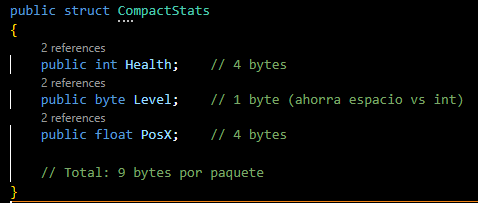 public struct CompactStats
{
2 references
public int Health; // 4 bytes
2 references
public byte Level; // 1 byte (ahorra espacio vs int)
2 references
public float PosX; // 4 bytes
// Total: 9 bytes por paquete
}